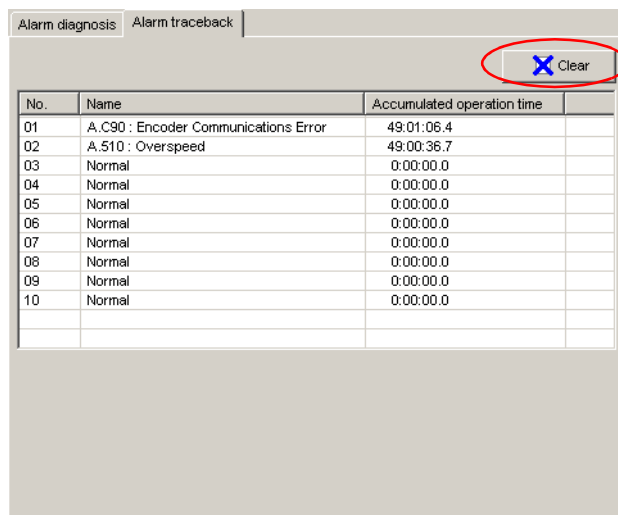 Alarm diagnosis Alarm traceback
Clear
No. Name Accumulated operation time
01 A.C90 : Encoder Communications Error 49:01:06.4
02 A.510 : Overspeed 49:00:36.7
03 Normal 0:00:00.0
04 Normal 0:00:00.0
05 Normal 0:00:00.0
06 Normal 0:00:00.0
07 Normal 0:00:00.0
08 Normal 0:00:00.0
09 Normal 0:00:00.0
10 Normal 0:00:00.0